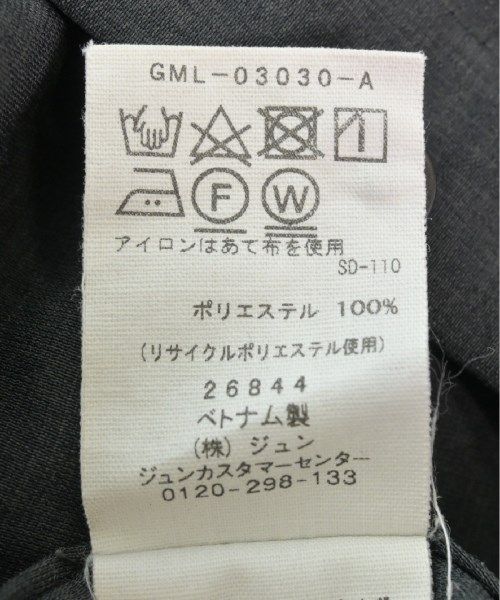 GML-03030-A
F W
アイロンはあて布を使用
SD-110
ポリエステル 100%
(リサイクルポリエステル使用)
26844
ベトナム製
(株) ジュン
ジュンカスタマーセンター
0120-298-133